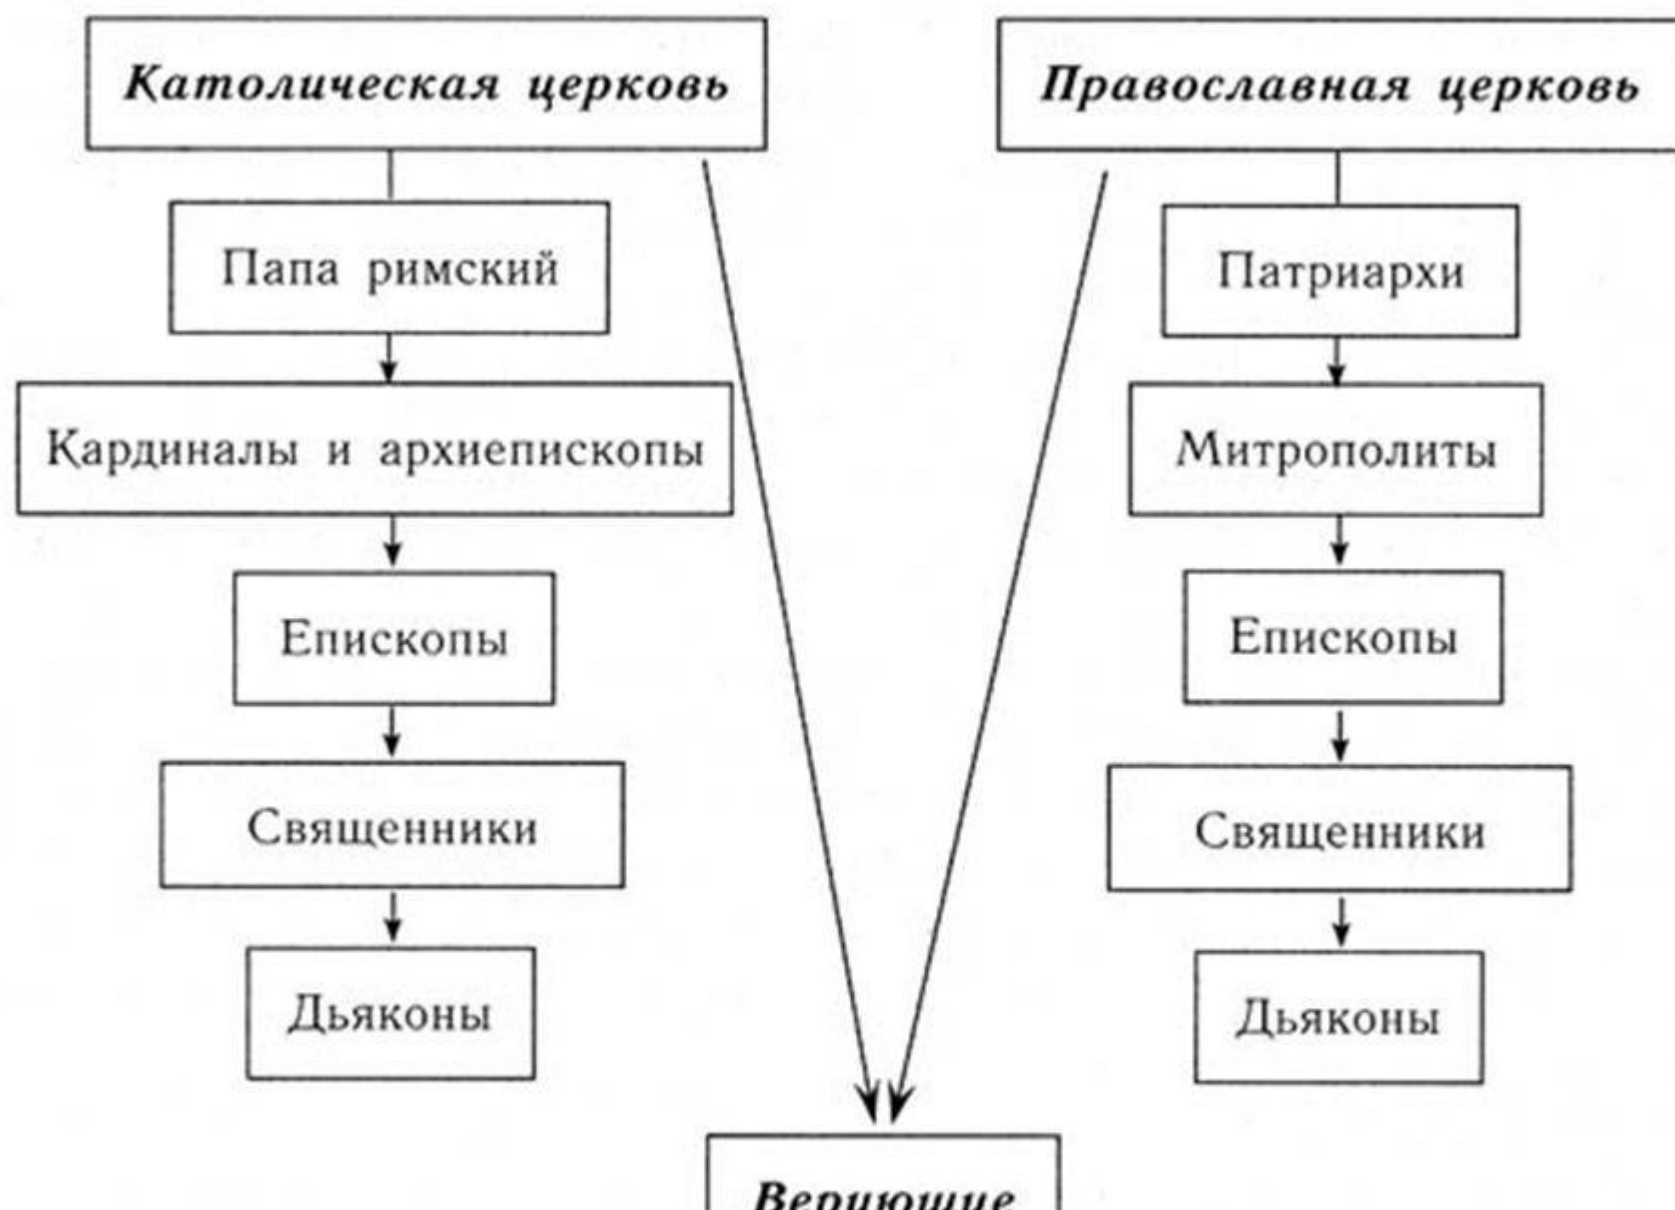 Католическая церковь
Папа римский
Кардиналы и архиепископы
Епископы
Священники
Дьяконы
Православная церковь
Патриархи
Митрополиты
Епископы
Священники
Дьяконы
Верующие